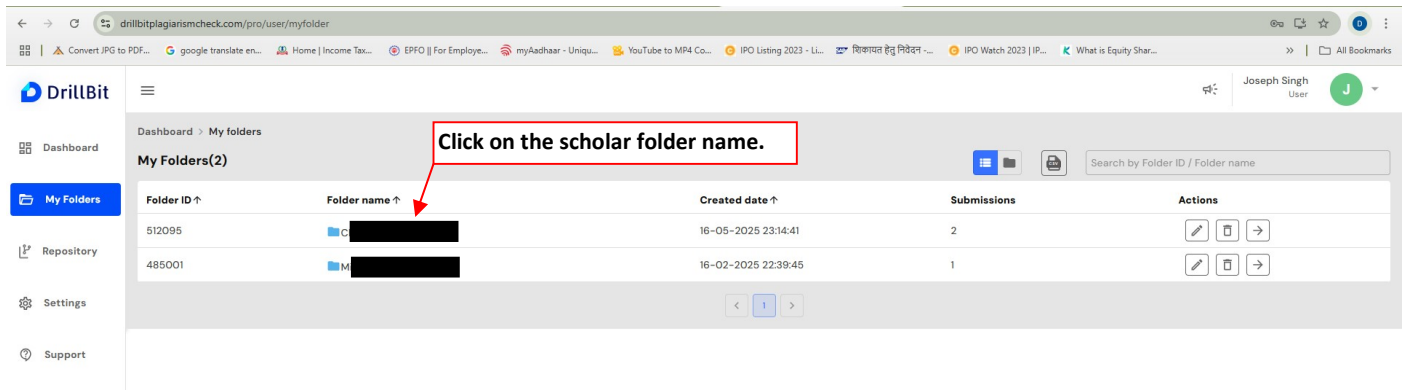 drillbitplagiarismcheck.com/pro/user/myfolder
D
Convert JPG to PDF... google translate en... Home | Income Tax... EPFO || For Employe... myAadhaar - Uniqu... YouTube to MP4 Co... IPO Listing 2023 - Li... शिकायत हेतु निवेदन -... IPO Watch 2023 | IP... What is Equity Shar... » All Bookmarks
DrillBit
Joseph Singh
User
J
Dashboard > My folders
Click on the scholar folder name.
Dashboard
My Folders(2)
CSV
Search by Folder ID / Folder name
My Folders
Folder ID↑ Folder name↑ Created date↑ Submissions Actions
512095 C 16-05-2025 23:14:41 2
Repository
485001 M 16-02-2025 22:39:45 1
< 1 >
Settings
Support